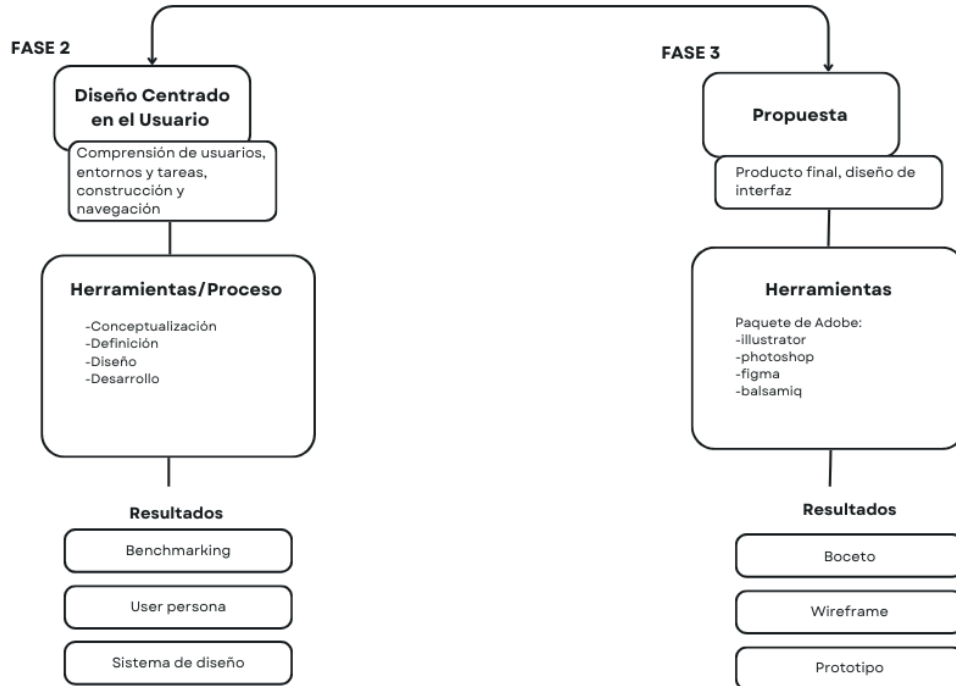 FASE 2
Diseño Centrado
en el Usuario
Comprensión de usuarios,
entornos y tareas,
construcción y
navegación
Herramientas/Proceso
-Conceptualización
-Definición
-Diseño
-Desarrollo
Resultados
Benchmarking
User persona
Sistema de diseño
FASE 3
Propuesta
Producto final, diseño de
interfaz
Herramientas
Paquete de Adobe:
-illustrator
-photoshop
-figma
-balsamiq
Resultados
Boceto
Wireframe
Prototipo